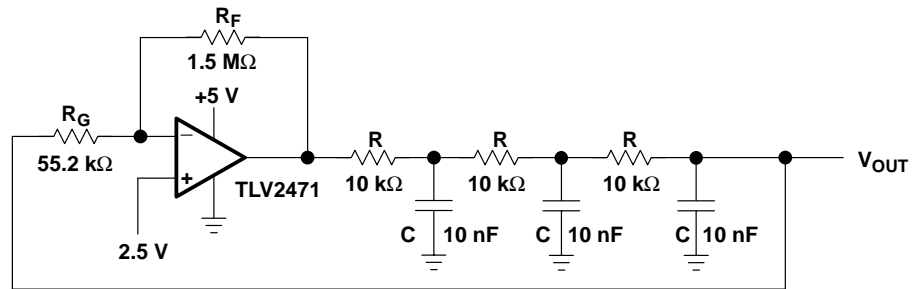 R_F
1.5 MΩ
+5 V
R_G
55.2 kΩ
−
+
TLV2471
2.5 V
R
10 kΩ
R
10 kΩ
R
10 kΩ
C 10 nF
C 10 nF
C 10 nF
V_OUT